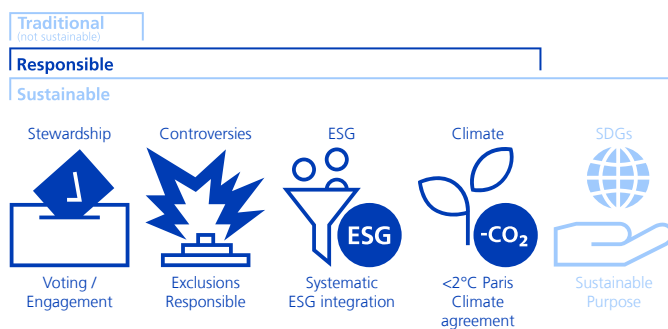 Traditional
(not sustainable)
Responsible
Sustainable
Stewardship
Controversies
ESG
Climate
SDGs
ESG
-CO₂
Voting /
Engagement
Exclusions
Responsible
Systematic
ESG integration
<2°C Paris
Climate
agreement
Sustainable
Purpose